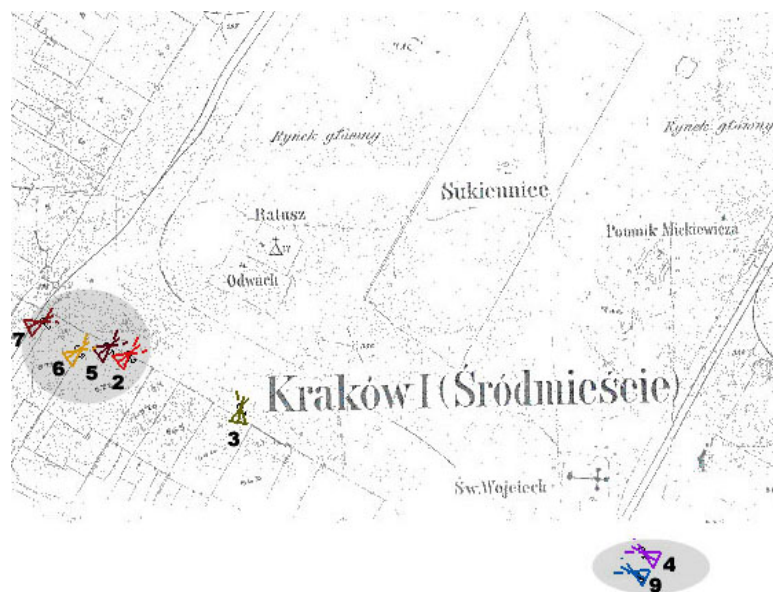 Rynek główny
Rynek główny
Sukiennice
Ratusz
Pomnik Mickiewicza
Odwach
7
6
5
2
Kraków I (Śródmieście)
3
Św. Wojciech
4
9